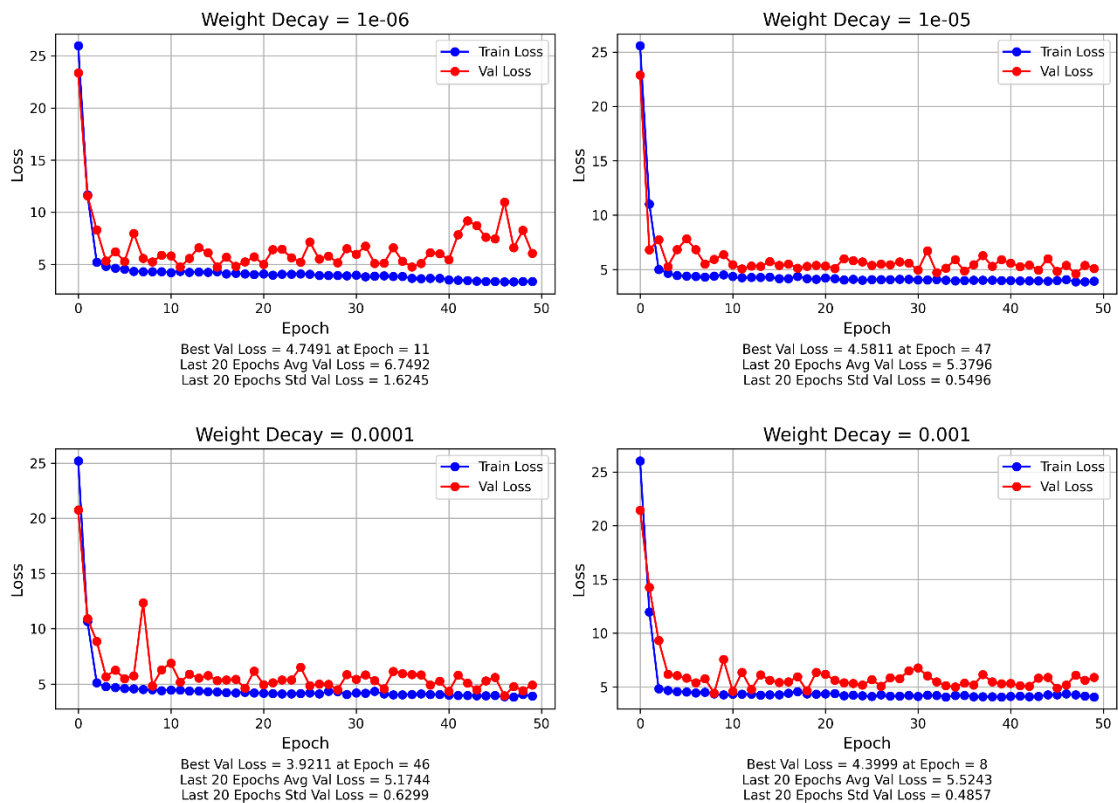 Weight Decay = 1e-06
Train Loss
Val Loss
25
20
15
10
5
Loss
0 10 20 30 40 50
Epoch
Best Val Loss = 4.7491 at Epoch = 11
Last 20 Epochs Avg Val Loss = 6.7492
Last 20 Epochs Std Val Loss = 1.6245
Weight Decay = 1e-05
Train Loss
Val Loss
25
20
15
10
5
Loss
0 10 20 30 40 50
Epoch
Best Val Loss = 4.5811 at Epoch = 47
Last 20 Epochs Avg Val Loss = 5.3796
Last 20 Epochs Std Val Loss = 0.5496
Weight Decay = 0.0001
Train Loss
Val Loss
25
20
15
10
5
Loss
0 10 20 30 40 50
Epoch
Best Val Loss = 3.9211 at Epoch = 46
Last 20 Epochs Avg Val Loss = 5.1744
Last 20 Epochs Std Val Loss = 0.6299
Weight Decay = 0.001
Train Loss
Val Loss
25
20
15
10
5
Loss
0 10 20 30 40 50
Epoch
Best Val Loss = 4.3999 at Epoch = 8
Last 20 Epochs Avg Val Loss = 5.5243
Last 20 Epochs Std Val Loss = 0.4857